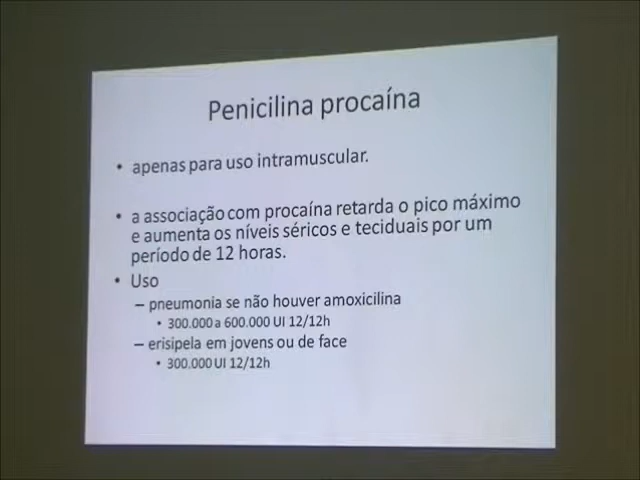 Penicilina procaína
• apenas para uso intramuscular.
• a associação com procaína retarda o pico máximo
e aumenta os níveis séricos e teciduais por um
período de 12 horas.
• Uso
– pneumonia se não houver amoxicilina
• 300.000 a 600.000 UI 12/12h
– erisipela em jovens ou de face
• 300.000 UI 12/12h